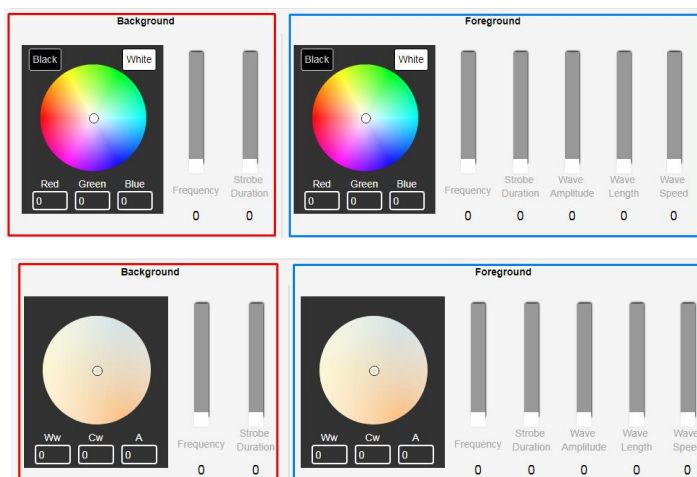 Background
Foreground
Black
White
Black
White
Red
Green
Blue
0
0
0
Frequency
Strobe
Duration
0
0
Red
Green
Blue
0
0
0
Frequency
Strobe
Duration
Wave
Amplitude
Wave
Length
Wave
Speed
0
0
0
0
0
Background
Foreground
Ww
Cw
A
0
0
0
Frequency
Strobe
Duration
0
0
Ww
Cw
A
0
0
0
Frequency
Strobe
Duration
Wave
Amplitude
Wave
Length
Wave
Speed
0
0
0
0
0